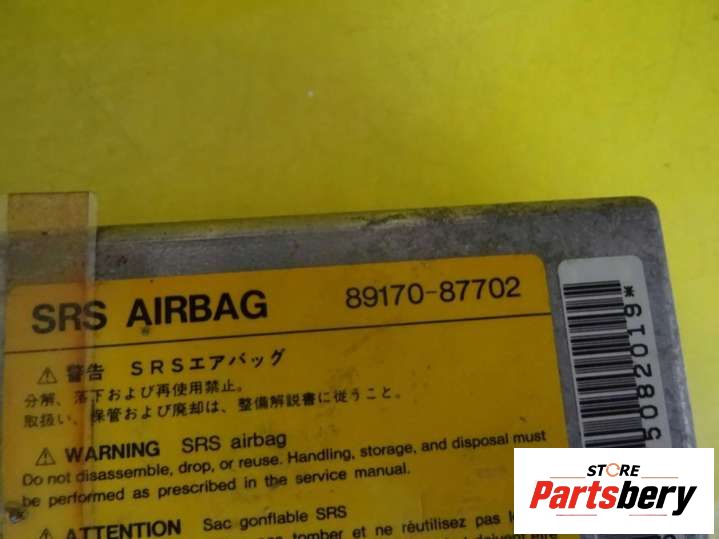 SRS AIRBAG 89170-87702
⚠ 警告 SRSエアバッグ
分解、落下および再使用禁止。
取扱い、保管および廃却は、整備解説書に従うこと。
⚠ WARNING SRS airbag
Do not disassemble, drop, or reuse. Handling, storage, and disposal must
be performed as prescribed in the service manual.
⚠ ATTENTION Sac gonflable SRS
tomber et ne réutilisez pas
doivent être
5082019*
STORE
Partsbery